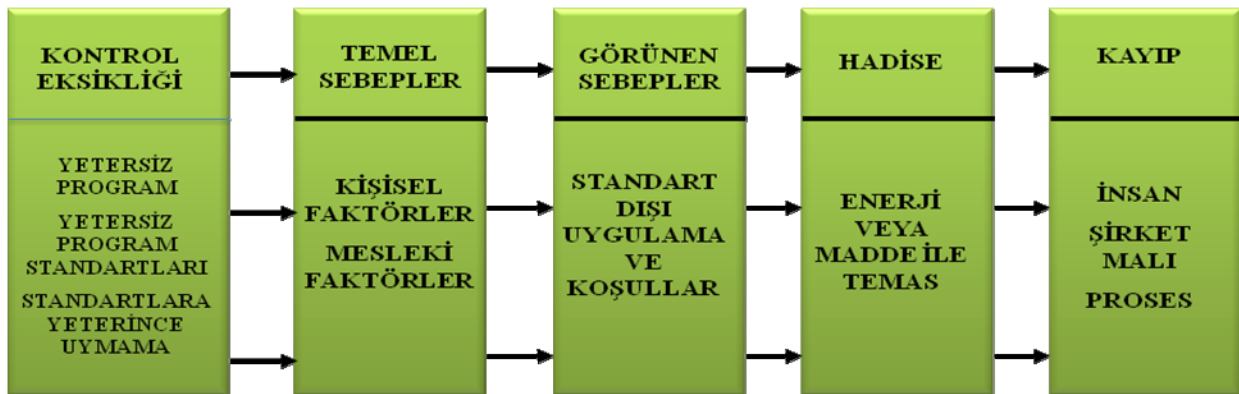 KONTROL
EKSİKLİĞİ
YETERSİZ
PROGRAM
YETERSİZ
PROGRAM
STANDARTLARI
STANDARTLARA
YETERİNCE
UYMAMA
TEMEL
SEBEPLER
KİŞİSEL
FAKTÖRLER
MESLEKİ
FAKTÖRLER
GÖRÜNEN
SEBEPLER
STANDART
DIŞI
UYGULAMA
VE
KOŞULLAR
HADİSE
ENERJİ
VEYA
MADDE İLE
TEMAS
KAYIP
İNSAN
ŞİRKET
MALI
PROSES